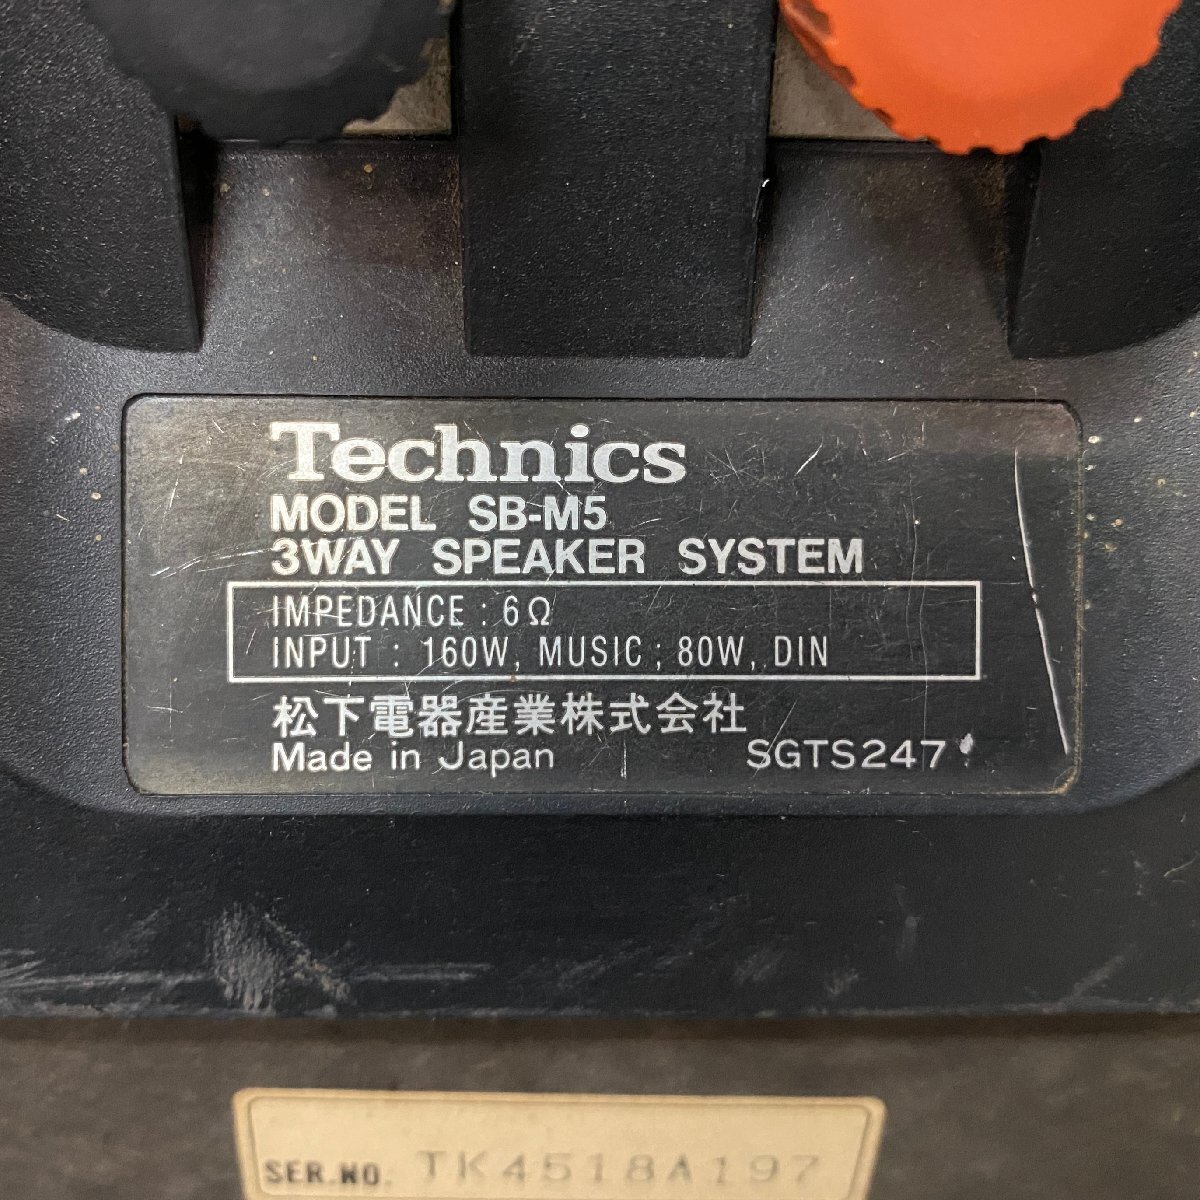 Technics
MODEL SB-M5
3WAY SPEAKER SYSTEM
IMPEDANCE : 6Ω
INPUT : 160W, MUSIC ; 80W, DIN
松下電器産業株式会社
Made in Japan SGTS247
SER.NO. TK4518A197